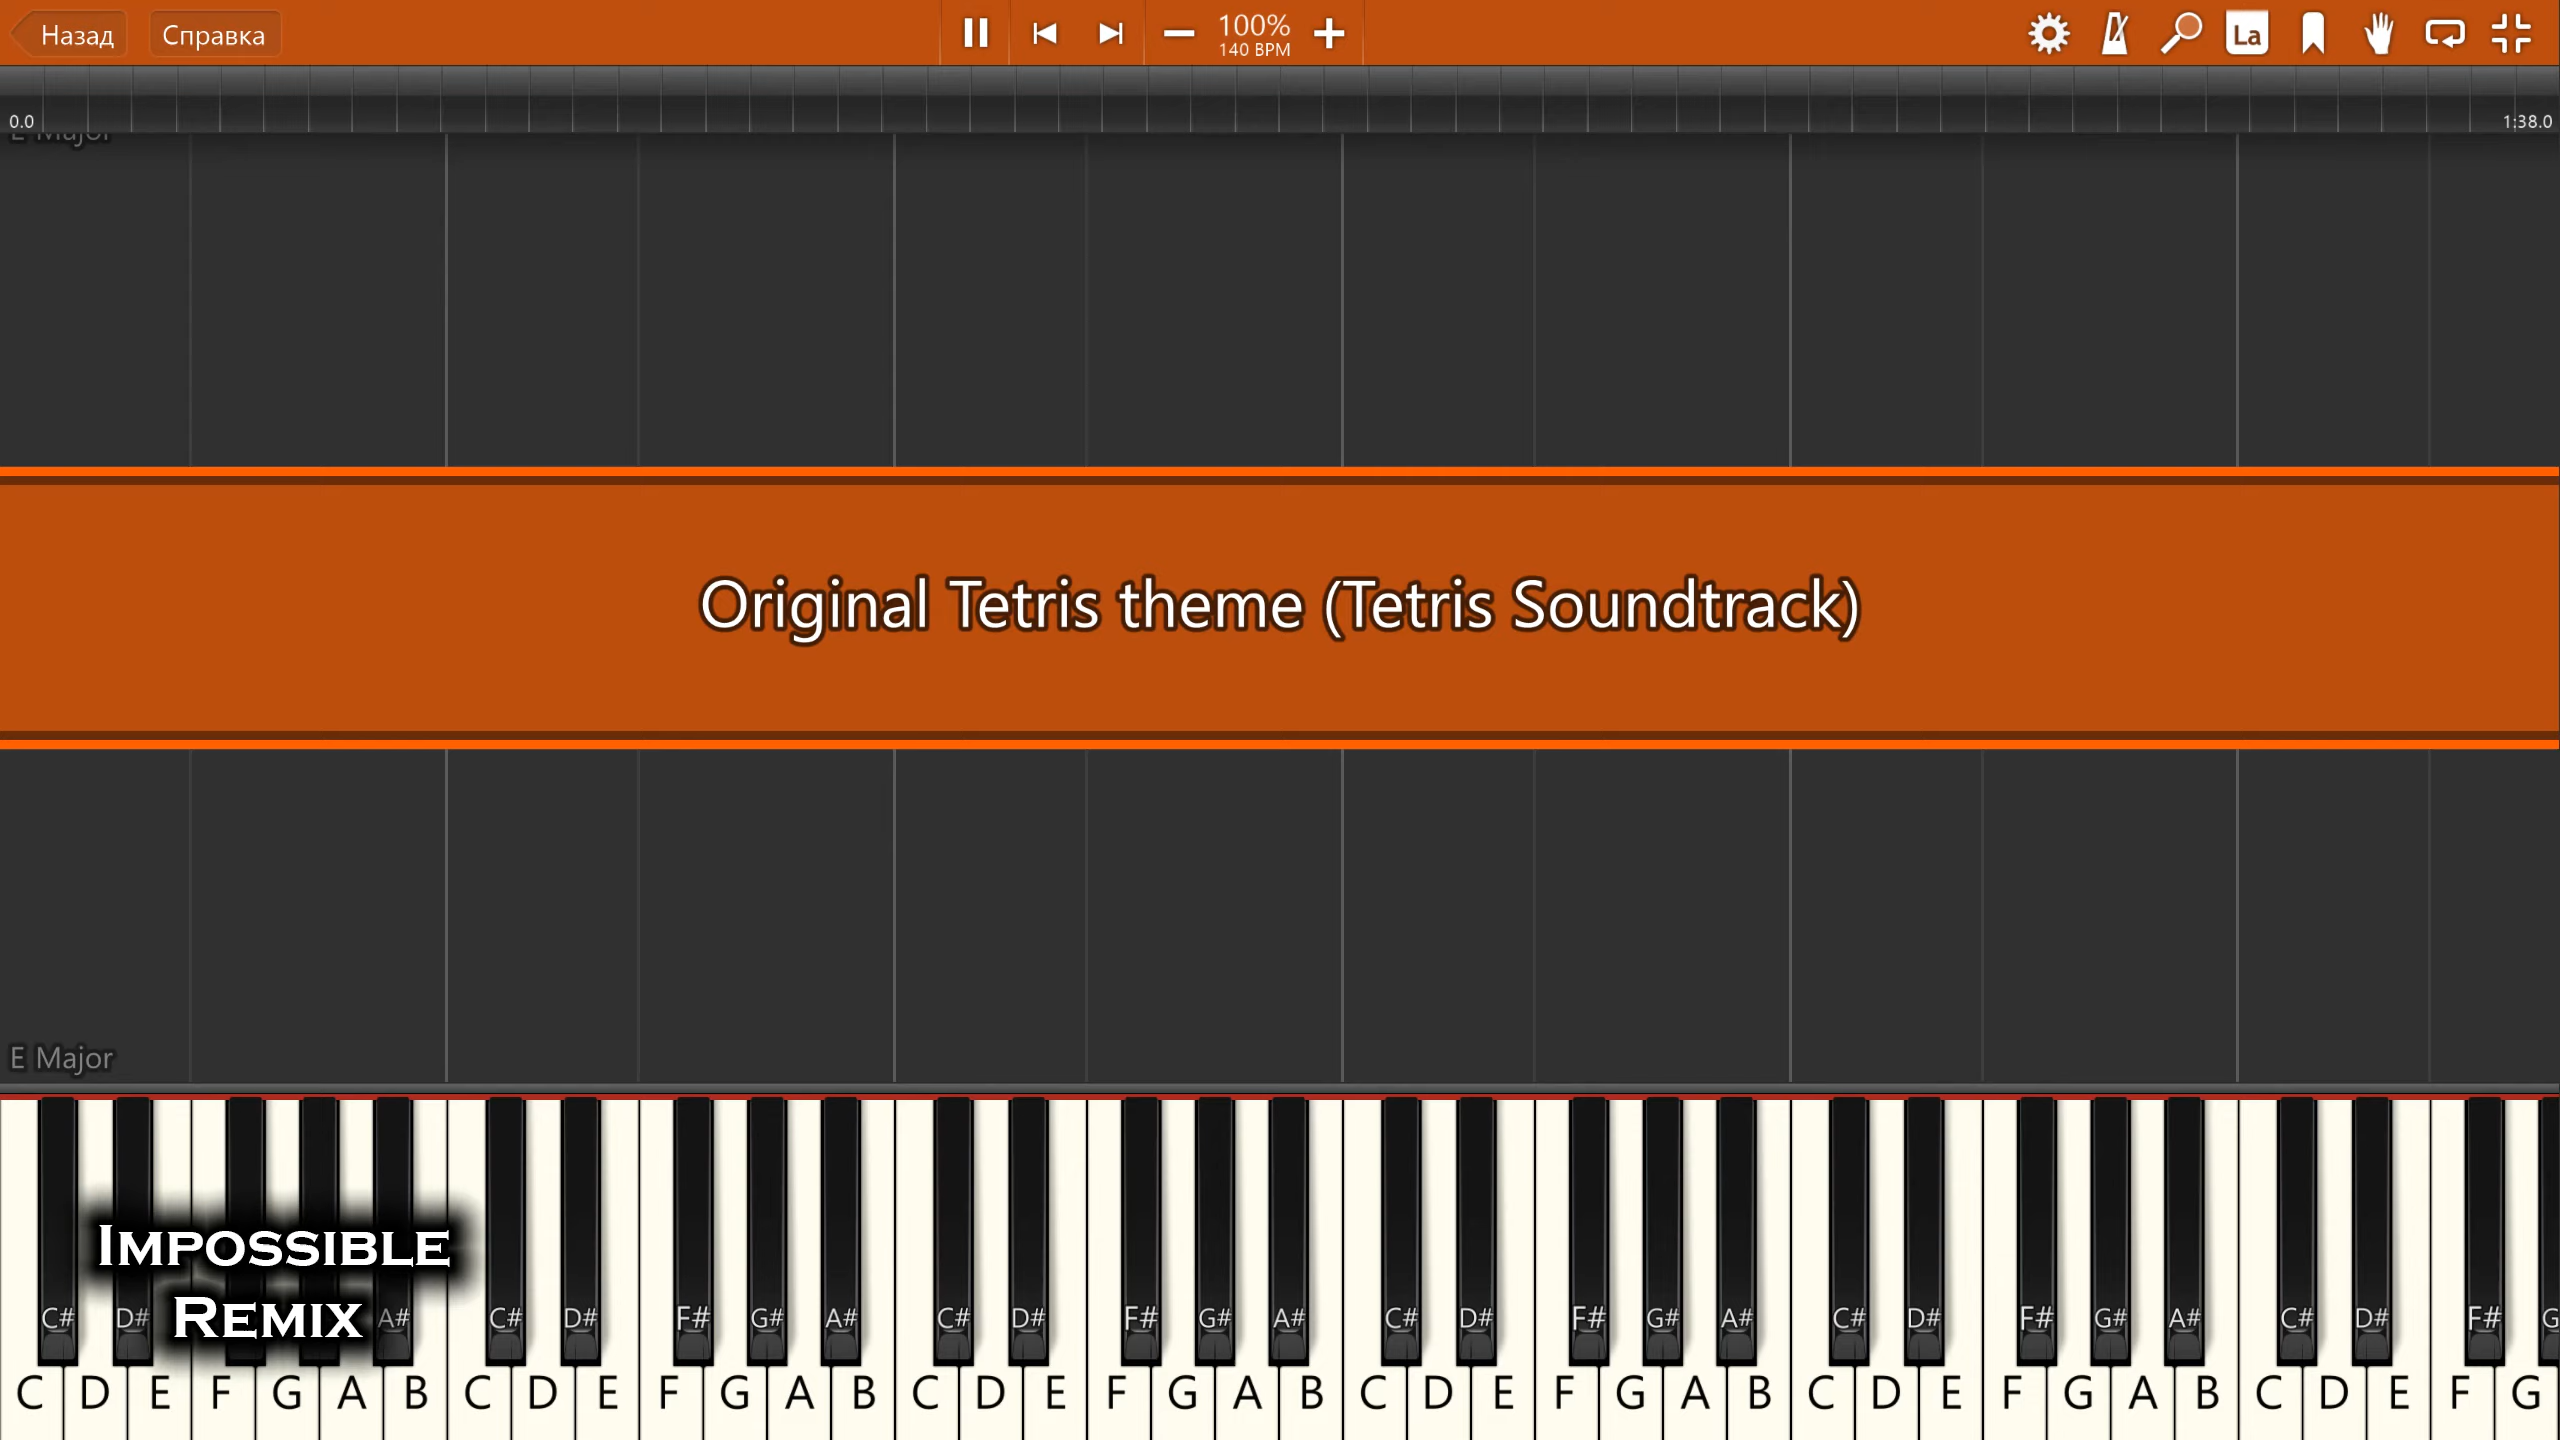 Назад Справка 100% La
140 BPM
0.0 1:38.0
E Major
Original Tetris theme (Tetris Soundtrack)
E Major
IMPOSSIBLE
REMIX
C# D# A# C# D# F# G# A# C# D# F# G# A# C# D# F# G# A# C# D# F# G# A# C# D# F# G
C D E F G A B C D E F G A B C D E F G A B C D E F G A B C D E F G A B C D E F G